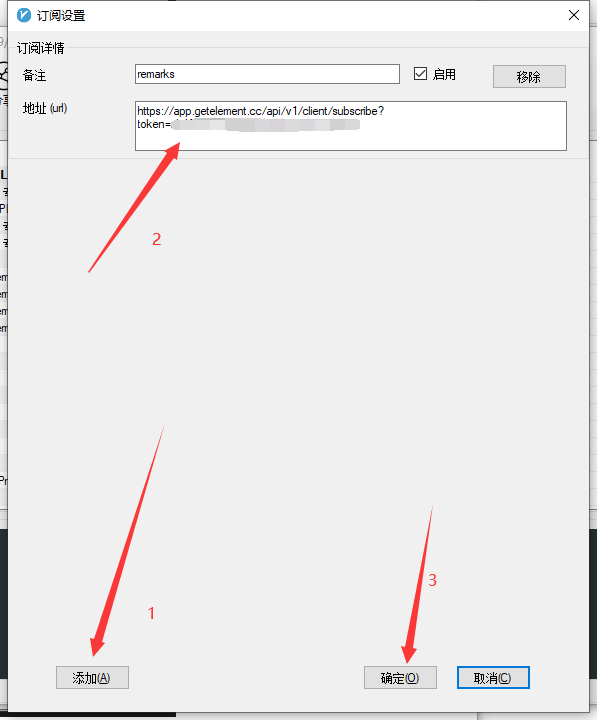 订阅设置
订阅详情
备注
remarks
启用
移除
地址 (url)
https://app.getelement.cc/api/v1/client/subscribe?
token=
2
1
3
添加(A)
确定(O)
取消(C)